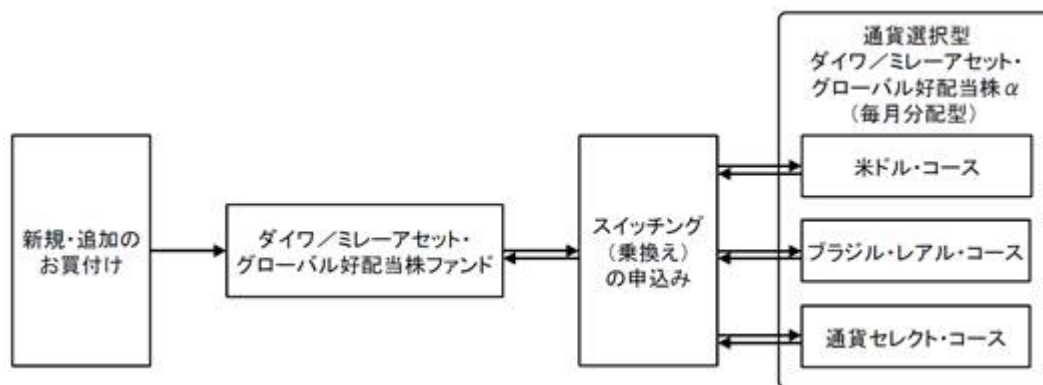 新規・追加の
お買付け
ダイワ／ミレーアセット・
グローバル好配当株ファンド
スイッチング
（乗換え）
の申込み
通貨選択型
ダイワ／ミレーアセット・
グローバル好配当株α
（毎月分配型）
米ドル・コース
ブラジル・レアル・コース
通貨セレクト・コース